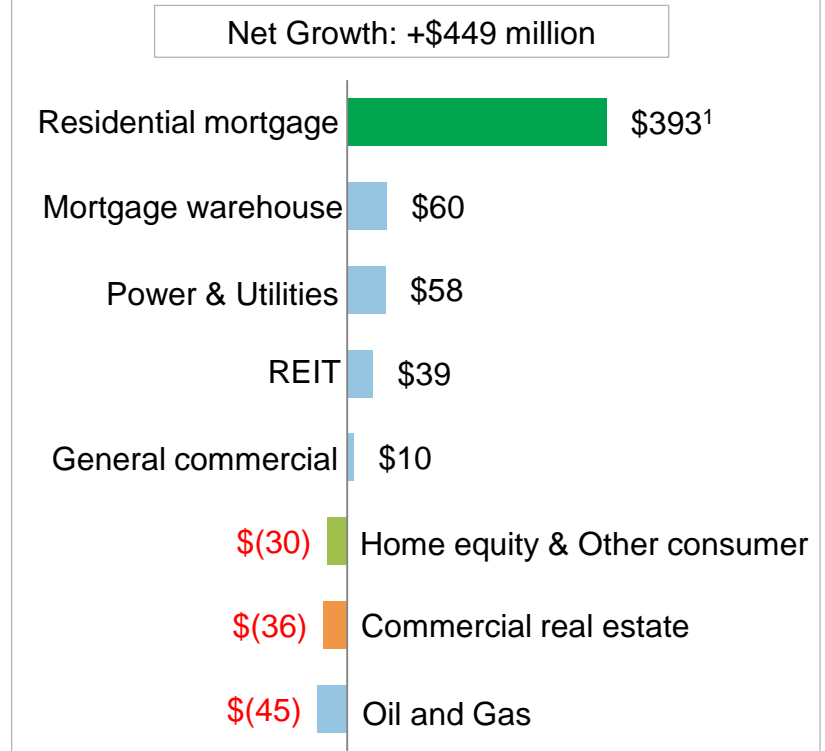 Net Growth: +$449 million
Residential mortgage $393¹
Mortgage warehouse $60
Power & Utilities $58
REIT $39
General commercial $10
$(30) Home equity & Other consumer
$(36) Commercial real estate
$(45) Oil and Gas